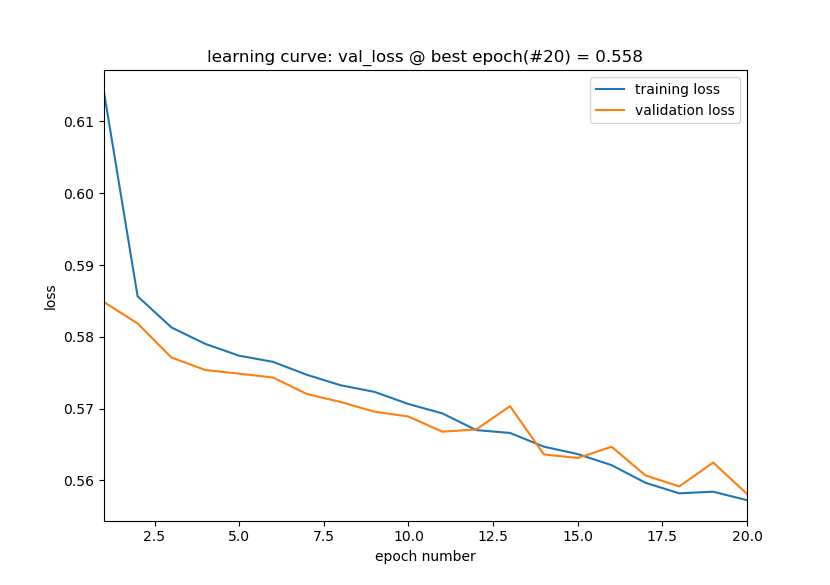 learning curve: val_loss @ best epoch(#20) = 0.558
training loss
validation loss
0.61
0.60
0.59
0.58
0.57
0.56
loss
2.5 5.0 7.5 10.0 12.5 15.0 17.5 20.0
epoch number